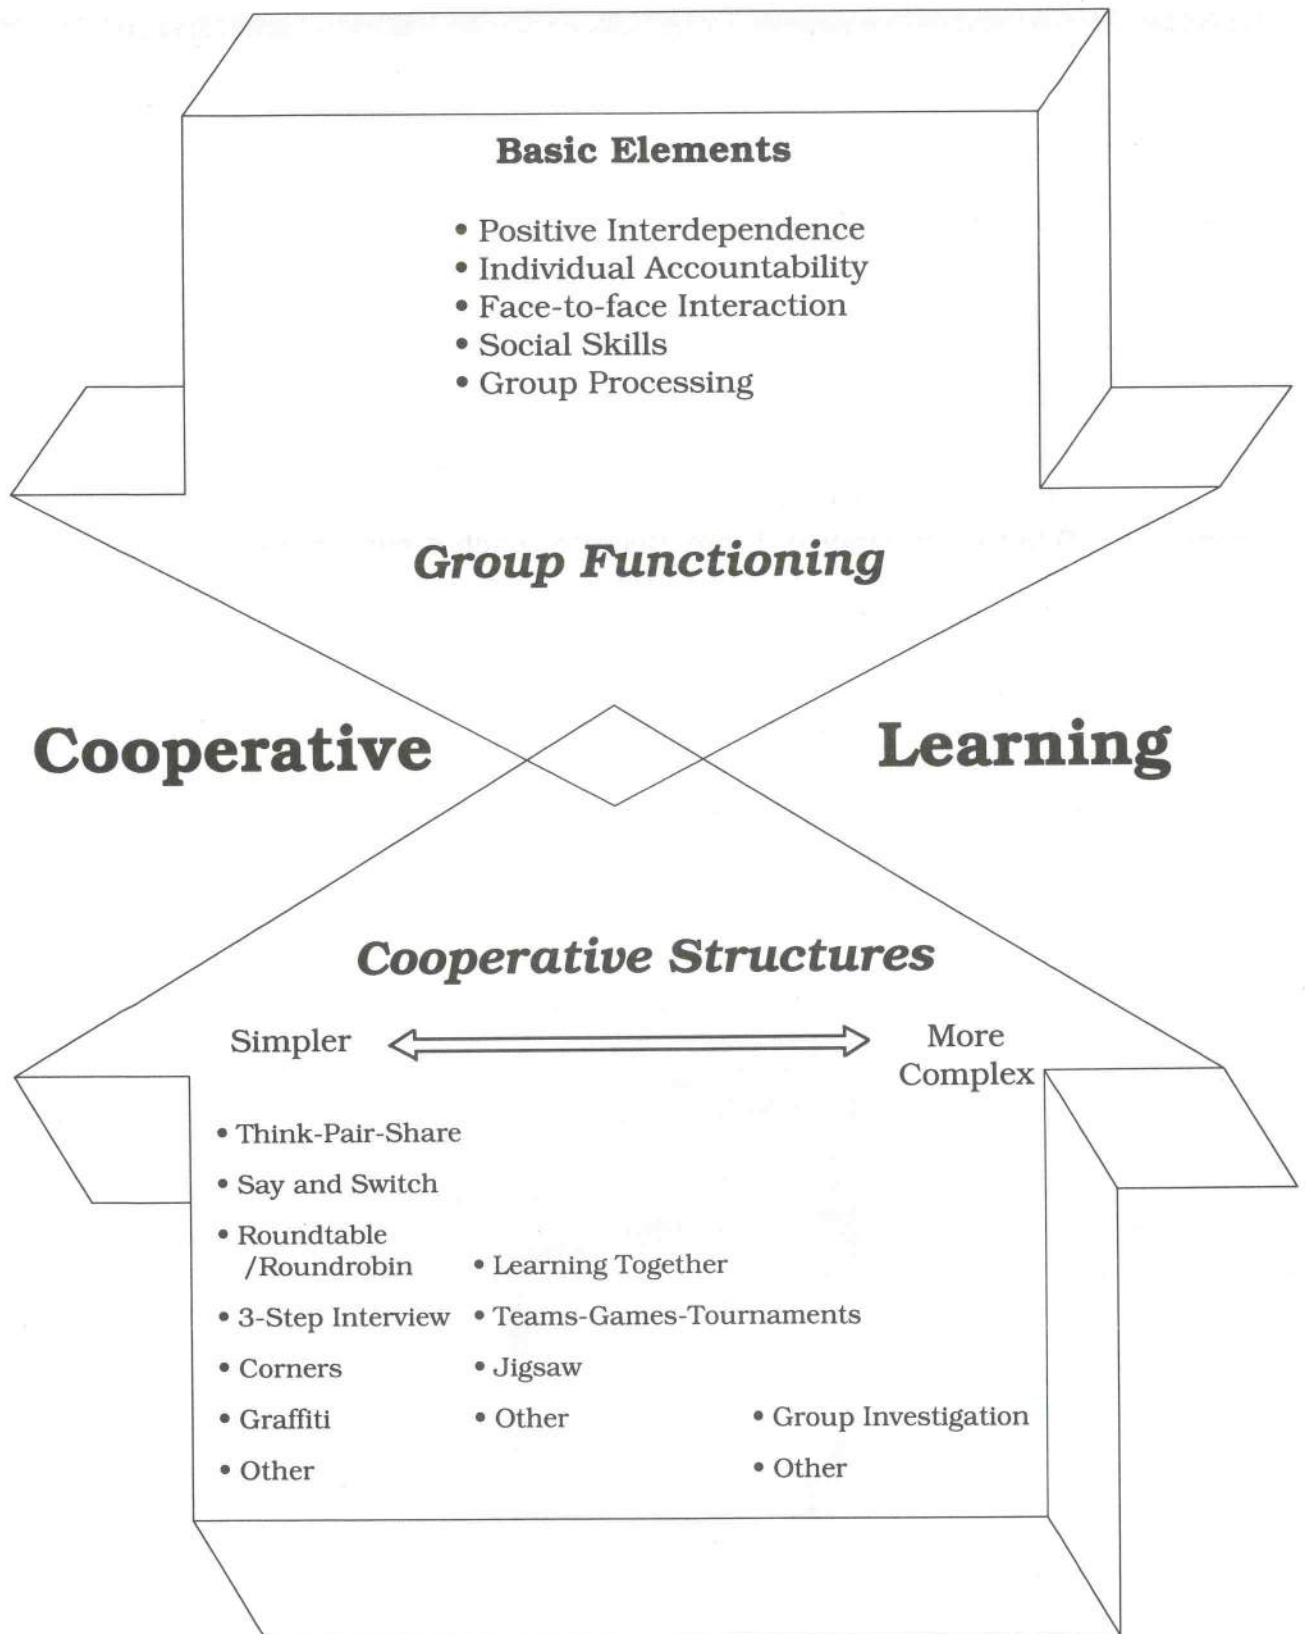 Basic Elements
• Positive Interdependence
• Individual Accountability
• Face-to-face Interaction
• Social Skills
• Group Processing
Group Functioning
Cooperative Learning
Cooperative Structures
Simpler
More
Complex
• Think-Pair-Share
• Say and Switch
• Roundtable
/Roundrobin
• 3-Step Interview
• Corners
• Graffiti
• Other
• Learning Together
• Teams-Games-Tournaments
• Jigsaw
• Other
• Group Investigation
• Other